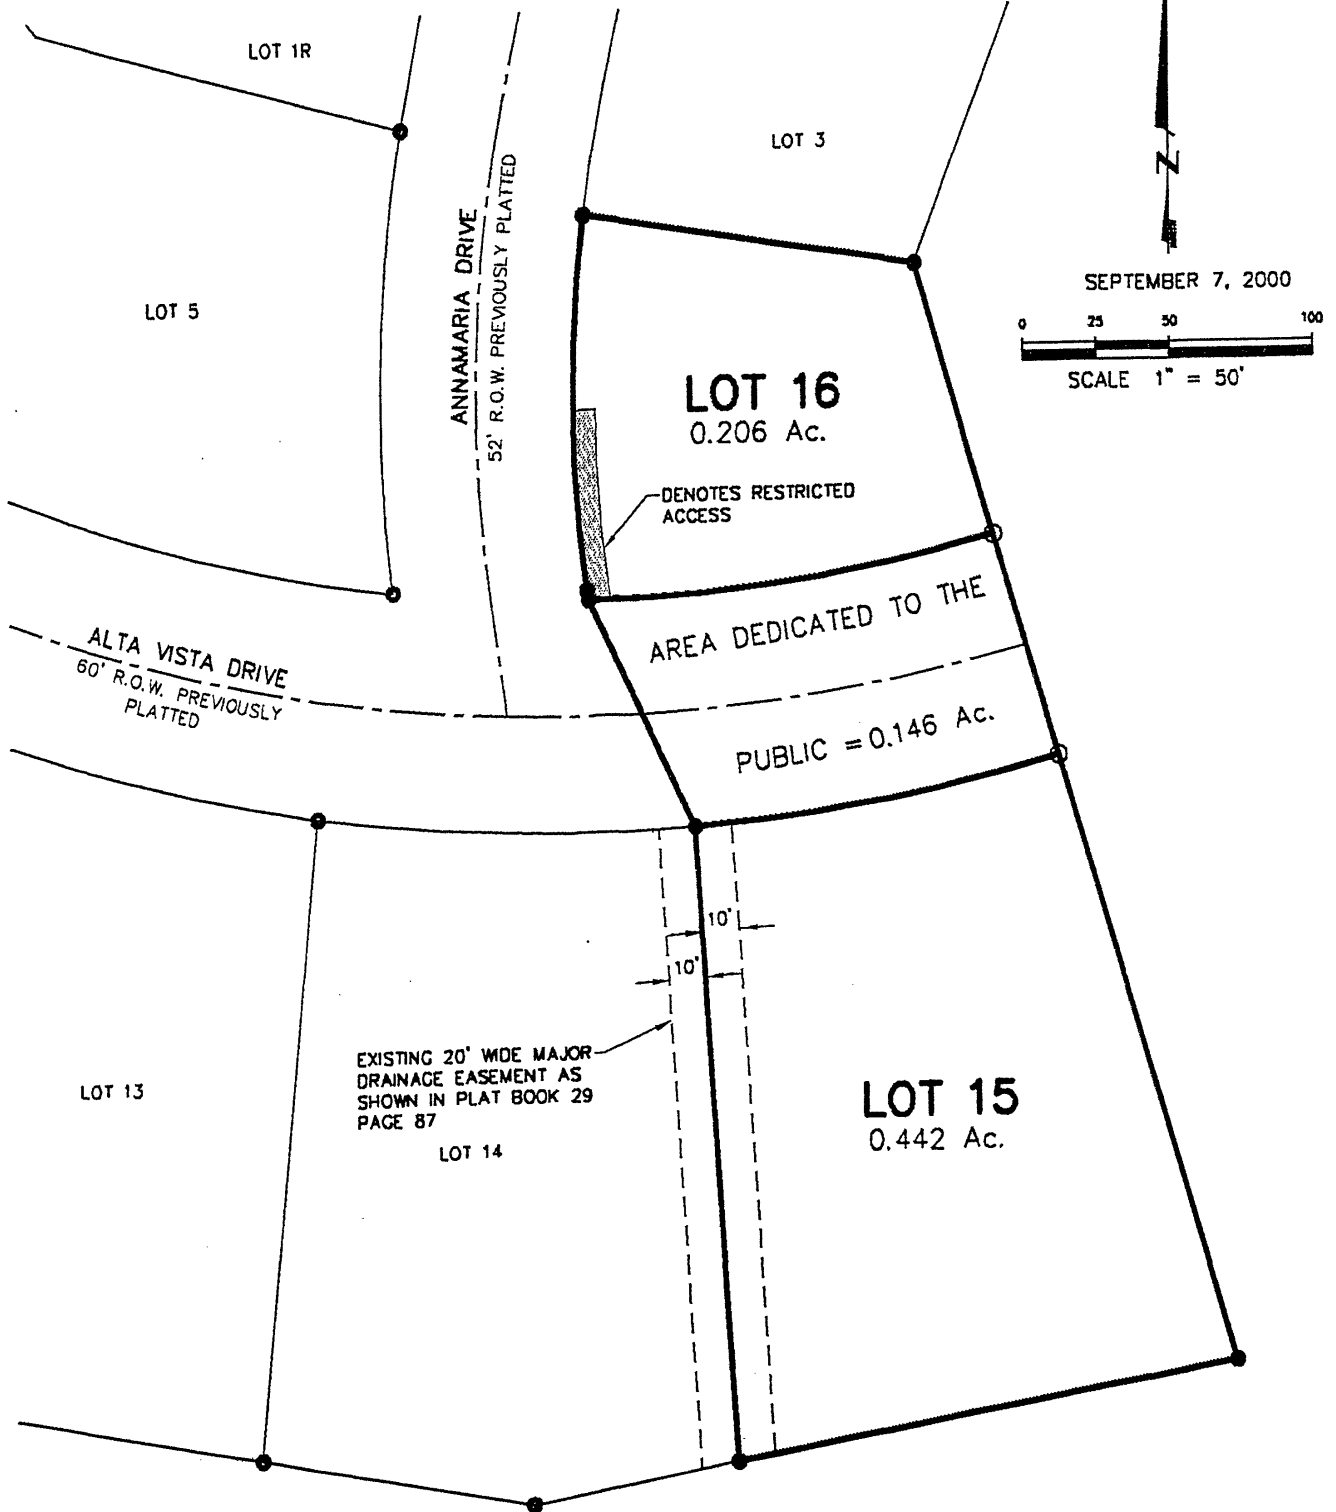 LOT 1R
LOT 3
N
ANNAMARIA DRIVE
52' R.O.W. PREVIOUSLY PLATTED
SEPTEMBER 7, 2000
0 25 50 100
SCALE 1" = 50'
LOT 5
LOT 16
0.206 Ac.
DENOTES RESTRICTED
ACCESS
AREA DEDICATED TO THE
PUBLIC = 0.146 Ac.
ALTA VISTA DRIVE
60' R.O.W. PREVIOUSLY
PLATTED
10'
10'
EXISTING 20' WIDE MAJOR
DRAINAGE EASEMENT AS
SHOWN IN PLAT BOOK 29
PAGE 87
LOT 13
LOT 14
LOT 15
0.442 Ac.